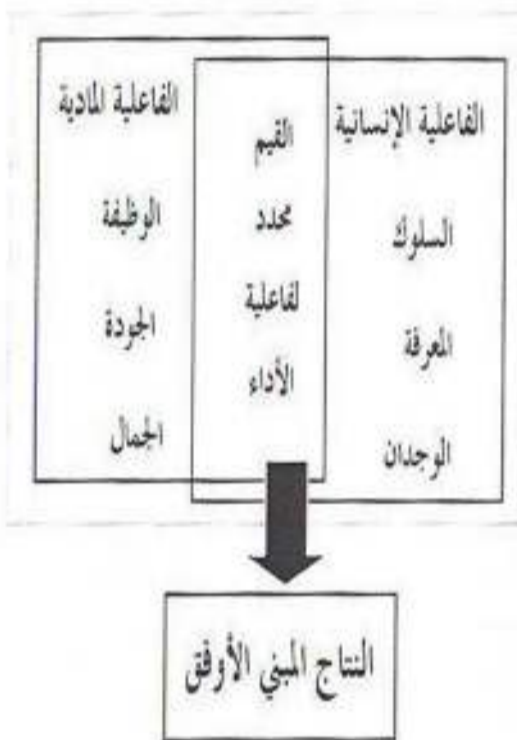 الفاعلية الإنسانية
السلوك
المعرفة
الوجدان
القيم
محدد
لفاعلية
الأداء
الفاعلية المادية
الوظيفة
الجودة
الجمال
النتاج المبني الأوفق